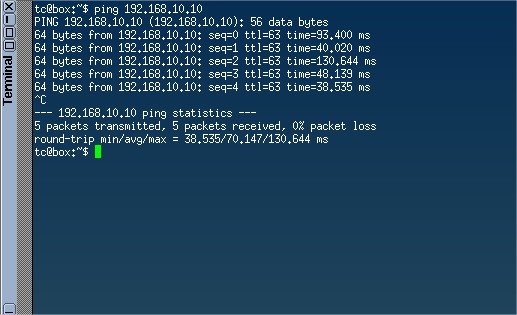 Terminal
tc@box:~$ ping 192.168.10.10
PING 192.168.10.10 (192.168.10.10): 56 data bytes
64 bytes from 192.168.10.10: seq=0 ttl=63 time=93.400 ms
64 bytes from 192.168.10.10: seq=1 ttl=63 time=40.020 ms
64 bytes from 192.168.10.10: seq=2 ttl=63 time=130.644 ms
64 bytes from 192.168.10.10: seq=3 ttl=63 time=48.139 ms
64 bytes from 192.168.10.10: seq=4 ttl=63 time=38.535 ms
^C
--- 192.168.10.10 ping statistics ---
5 packets transmitted, 5 packets received, 0% packet loss
round-trip min/avg/max = 38.535/70.147/130.644 ms
tc@box:~$